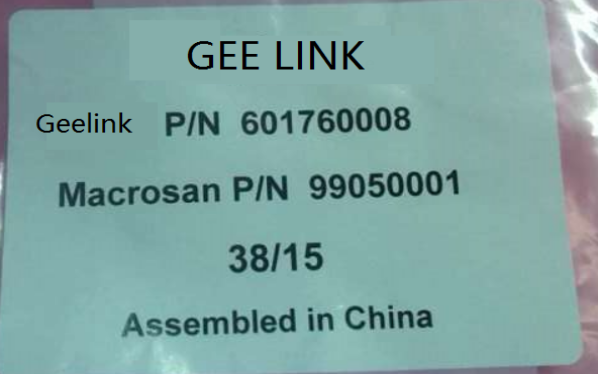 GEE LINK
Geelink P/N 601760008
Macrosan P/N 99050001
38/15
Assembled in China